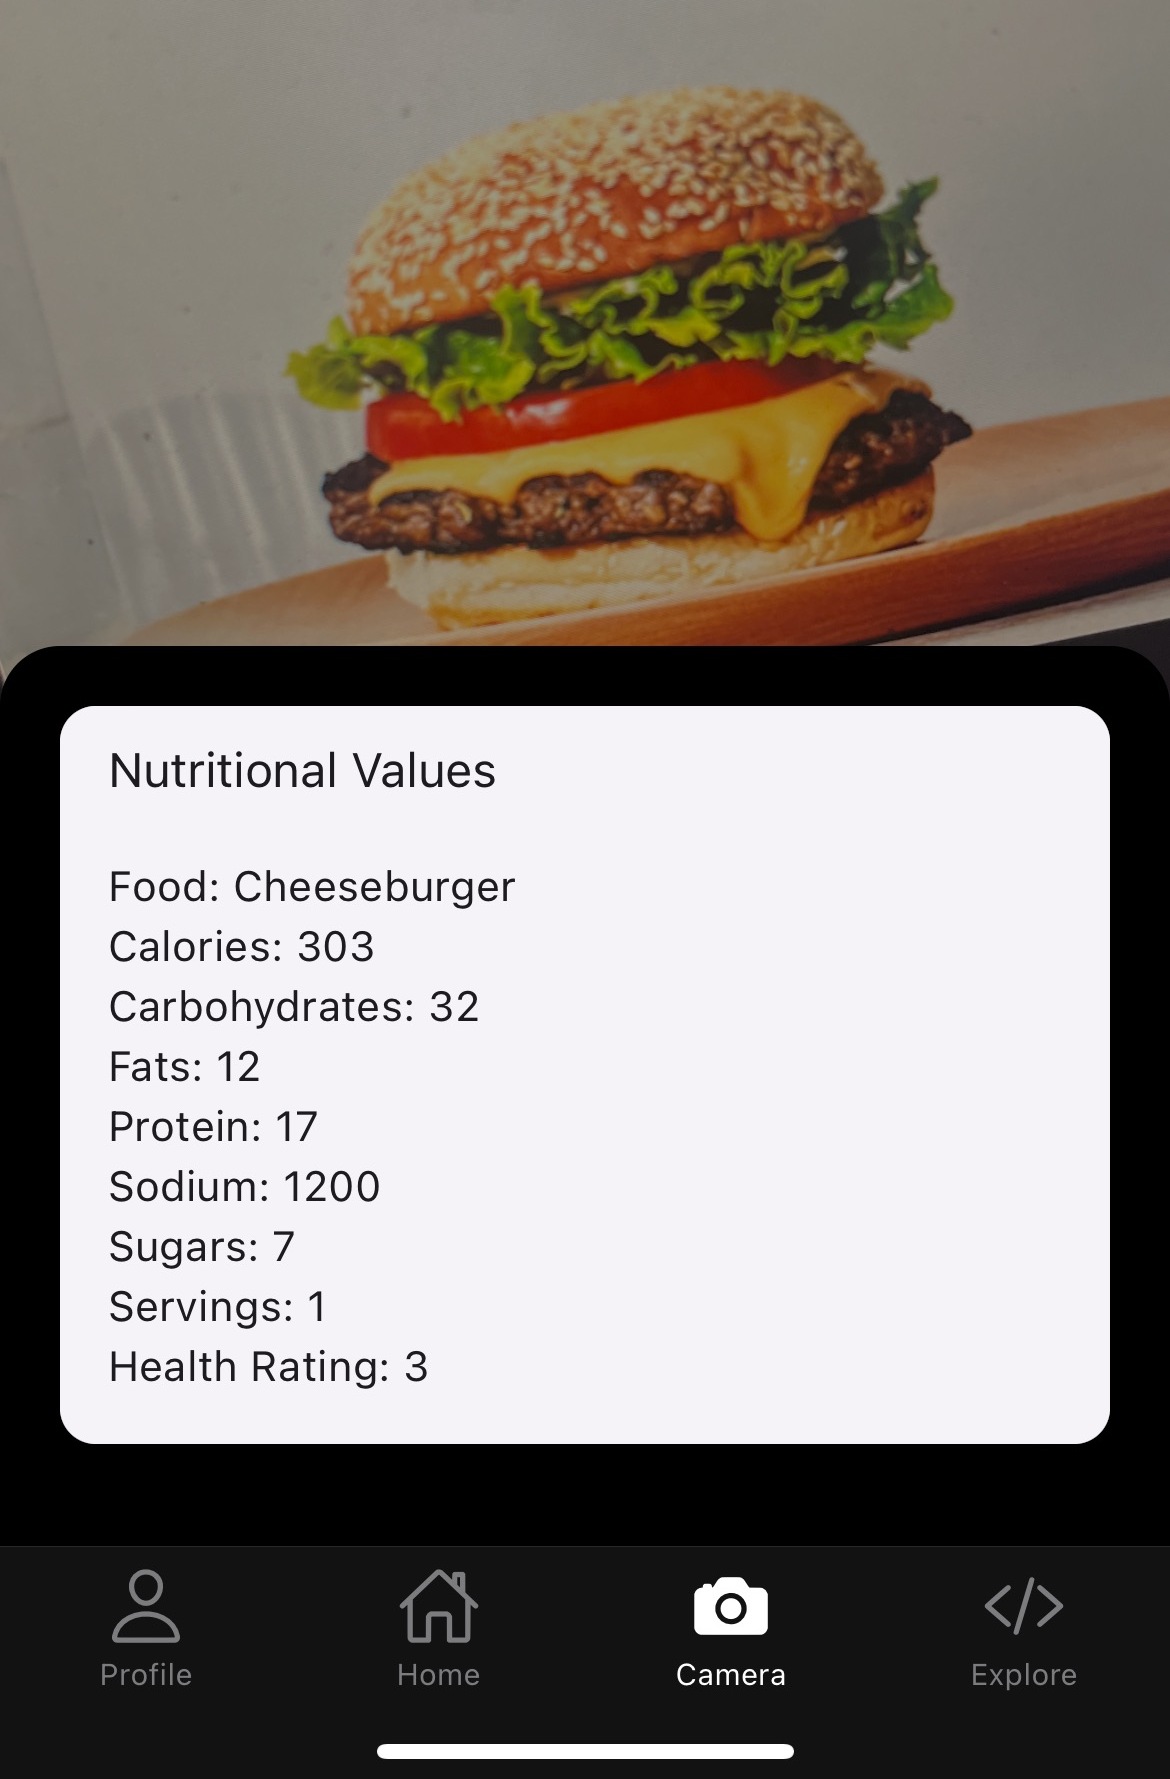 Nutritional Values
Food: Cheeseburger
Calories: 303
Carbohydrates: 32
Fats: 12
Protein: 17
Sodium: 1200
Sugars: 7
Servings: 1
Health Rating: 3
Profile
Home
Camera
Explore